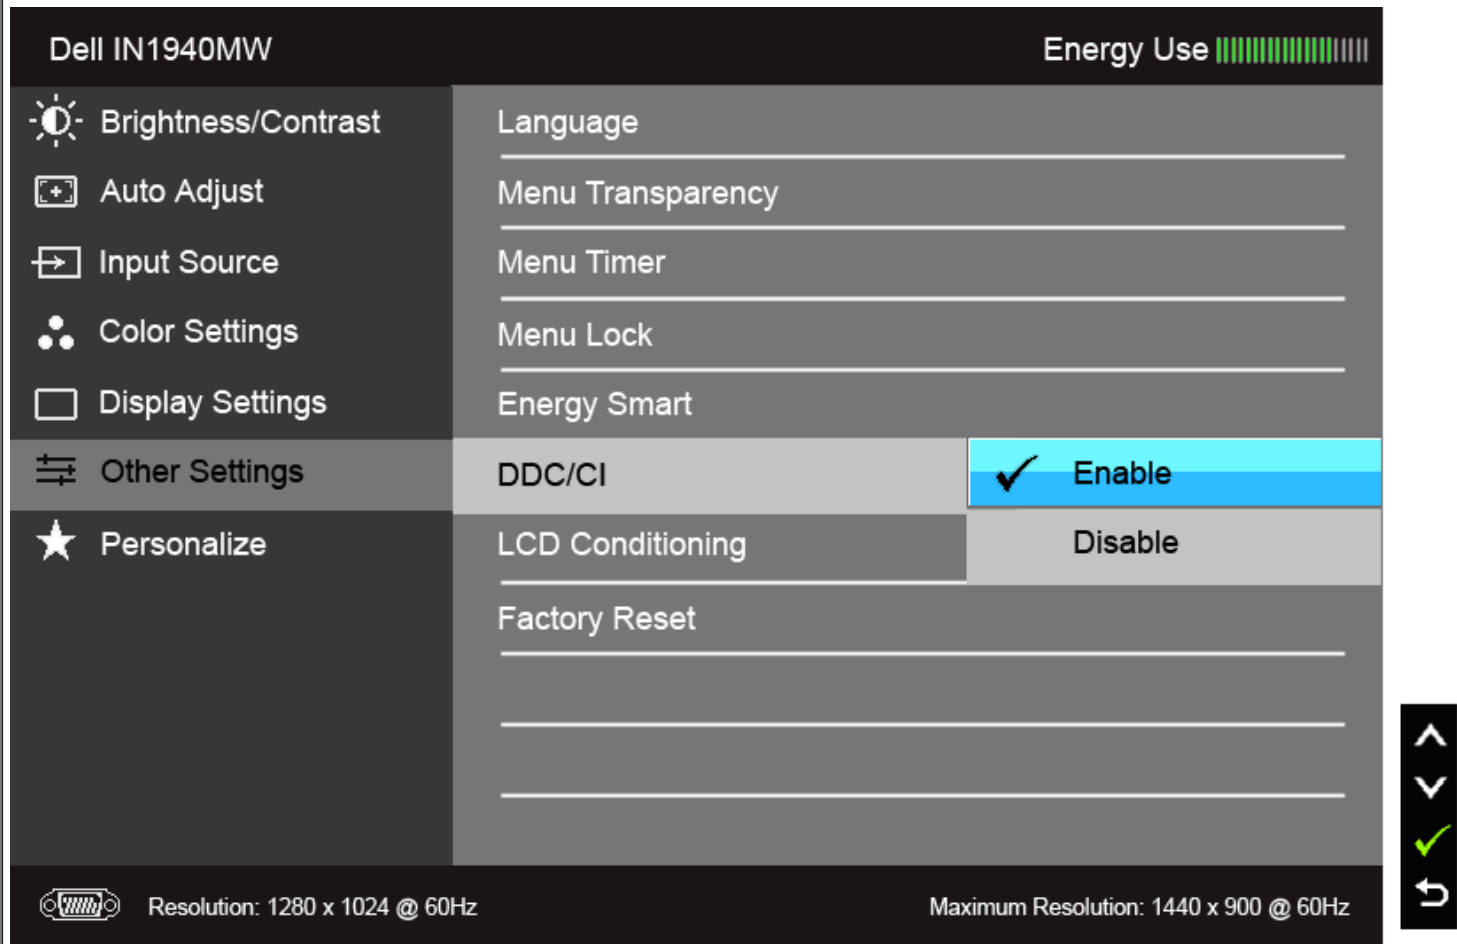 Dell IN1940MW
Energy Use
Brightness/Contrast
Auto Adjust
Input Source
Color Settings
Display Settings
Other Settings
Personalize
Language
Menu Transparency
Menu Timer
Menu Lock
Energy Smart
DDC/CI
Enable
Disable
LCD Conditioning
Factory Reset
Resolution: 1280 x 1024 @ 60Hz
Maximum Resolution: 1440 x 900 @ 60Hz